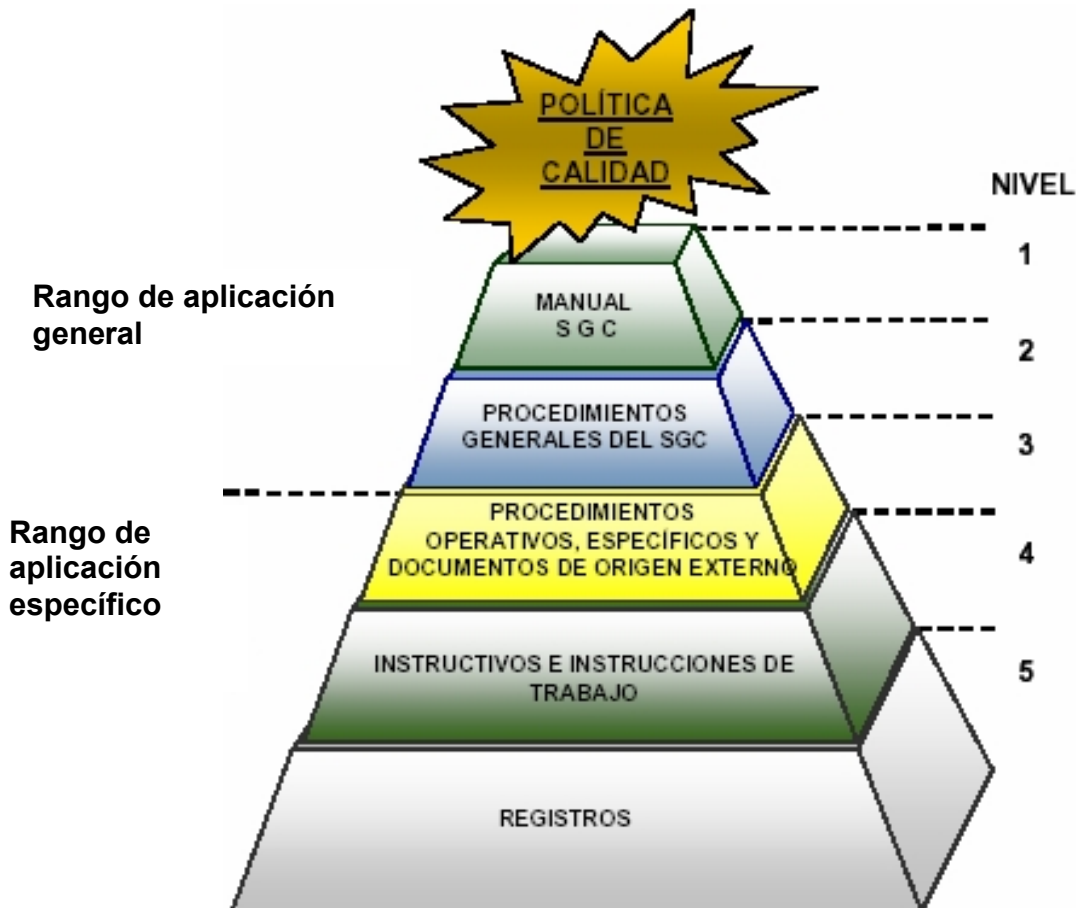 POLÍTICA
DE
CALIDAD
NIVEL
1
Rango de aplicación
general
MANUAL
S G C
2
PROCEDIMIENTOS
GENERALES DEL SGC
3
Rango de
aplicación
específico
PROCEDIMIENTOS
OPERATIVOS, ESPECÍFICOS Y
DOCUMENTOS DE ORIGEN EXTERNO
4
INSTRUCTIVOS E INSTRUCCIONES DE
TRABAJO
5
REGISTROS